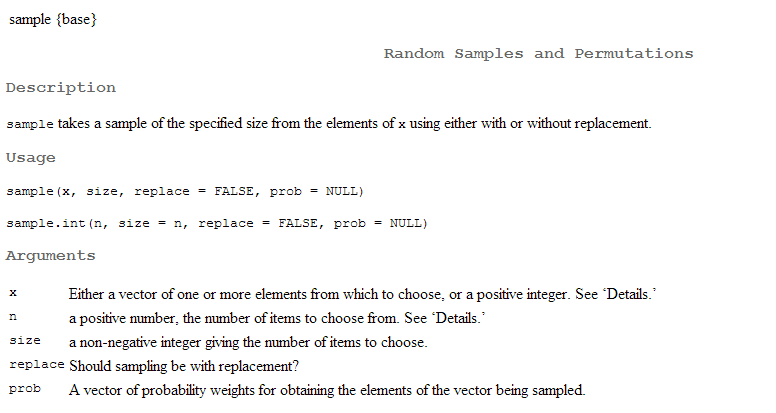 sample {base}
Random Samples and Permutations
Description
sample takes a sample of the specified size from the elements of x using either with or without replacement.
Usage
sample(x, size, replace = FALSE, prob = NULL)
sample.int(n, size = n, replace = FALSE, prob = NULL)
Arguments
x Either a vector of one or more elements from which to choose, or a positive integer. See ‘Details.’
n a positive number, the number of items to choose from. See ‘Details.’
size a non-negative integer giving the number of items to choose.
replace Should sampling be with replacement?
prob A vector of probability weights for obtaining the elements of the vector being sampled.